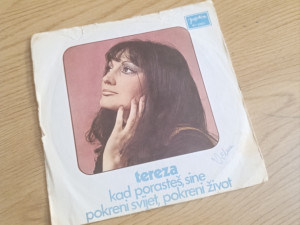 tereza
kad porasteš, sine
pokreni svijet, pokreni život